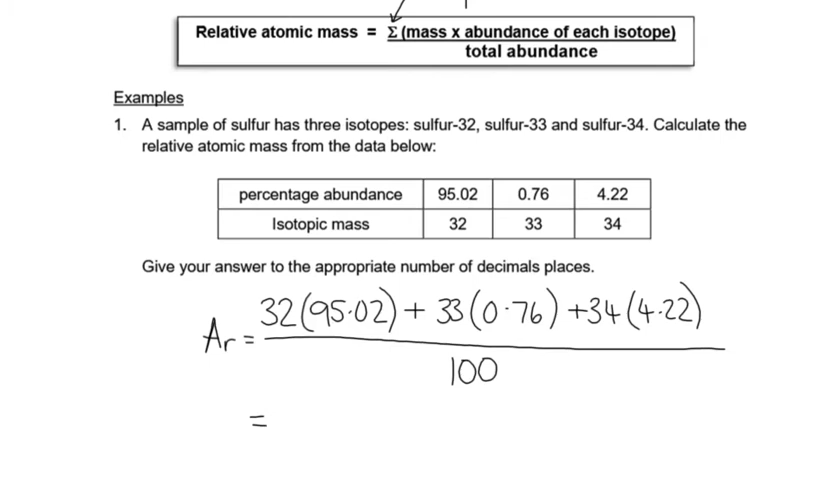 Relative atomic mass = Σ (mass x abundance of each isotope)
total abundance
Examples
1. A sample of sulfur has three isotopes: sulfur-32, sulfur-33 and sulfur-34. Calculate the
relative atomic mass from the data below:
percentage abundance 95.02 0.76 4.22
Isotopic mass 32 33 34
Give your answer to the appropriate number of decimals places.
32(95.02) + 33(0.76) + 34(4.22)
Ar =
100
=